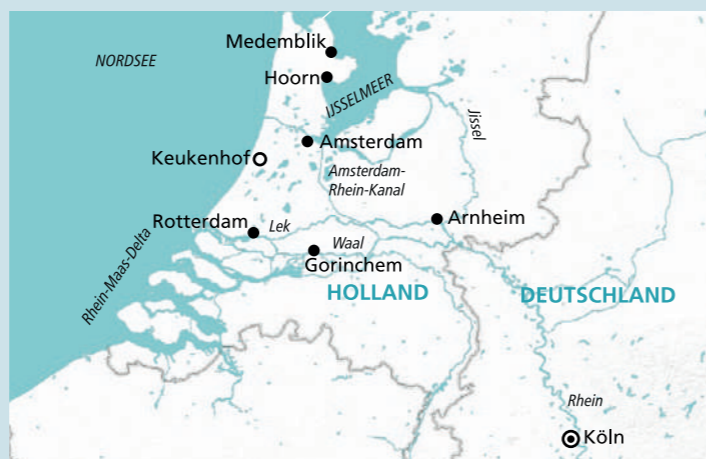 Medemblik
NORDSEE
Hoorn
IJSSELMEER
Ijssel
Amsterdam
Keukenhof
Amsterdam-
Rhein-Kanal
Rotterdam
Lek
Arnheim
Waal
Gorinchem
Rhein-Maas-Delta
HOLLAND
DEUTSCHLAND
Rhein
Köln